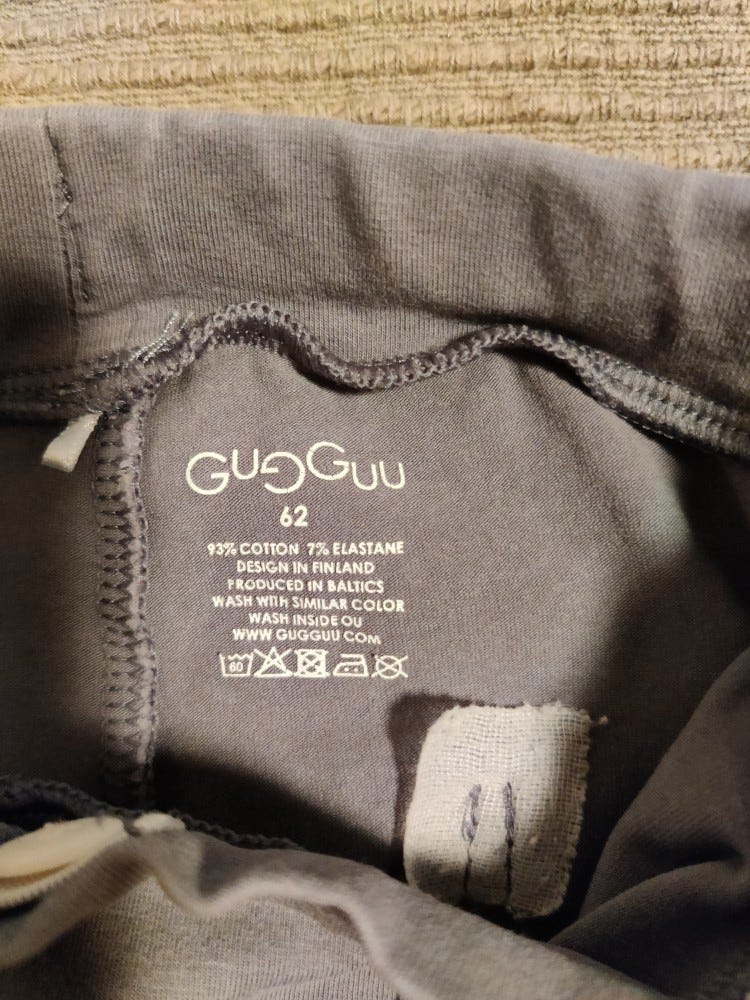 GUGGUU
62
93% COTTON 7% ELASTANE
DESIGN IN FINLAND
PRODUCED IN BALTICS
WASH WITH SIMILAR COLOR
WASH INSIDE OU
WWW GUGGUU COM
60